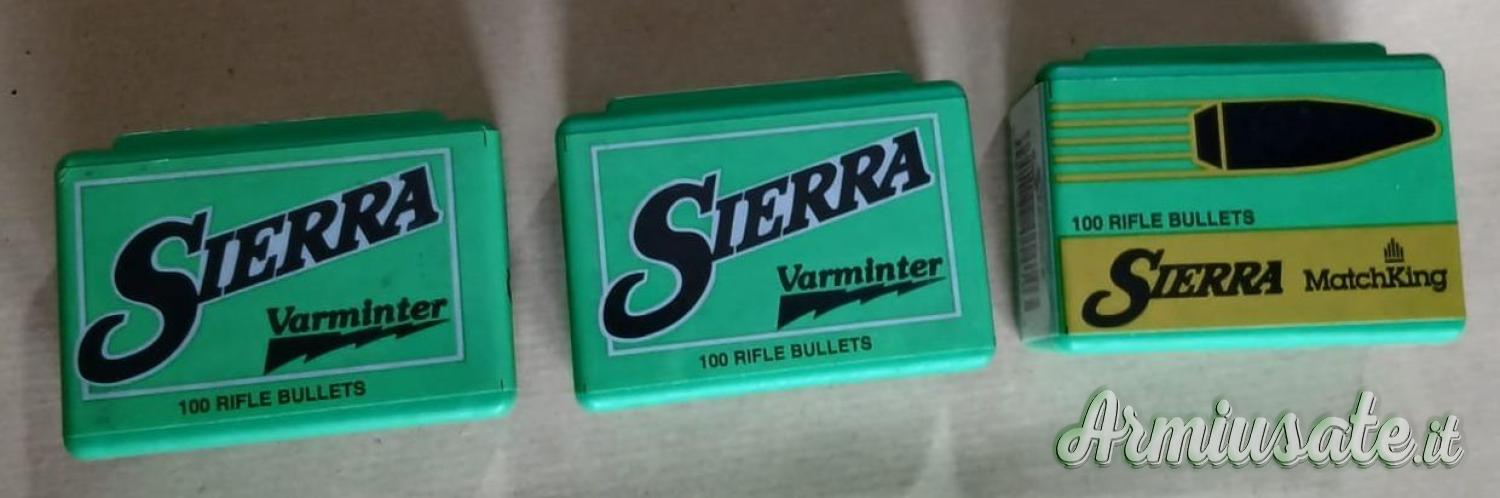 SIERRA
Varminter
100 RIFLE BULLETS
SIERRA
Varminter
100 RIFLE BULLETS
100 RIFLE BULLETS
SIERRA MatchKing
Armiusate.it